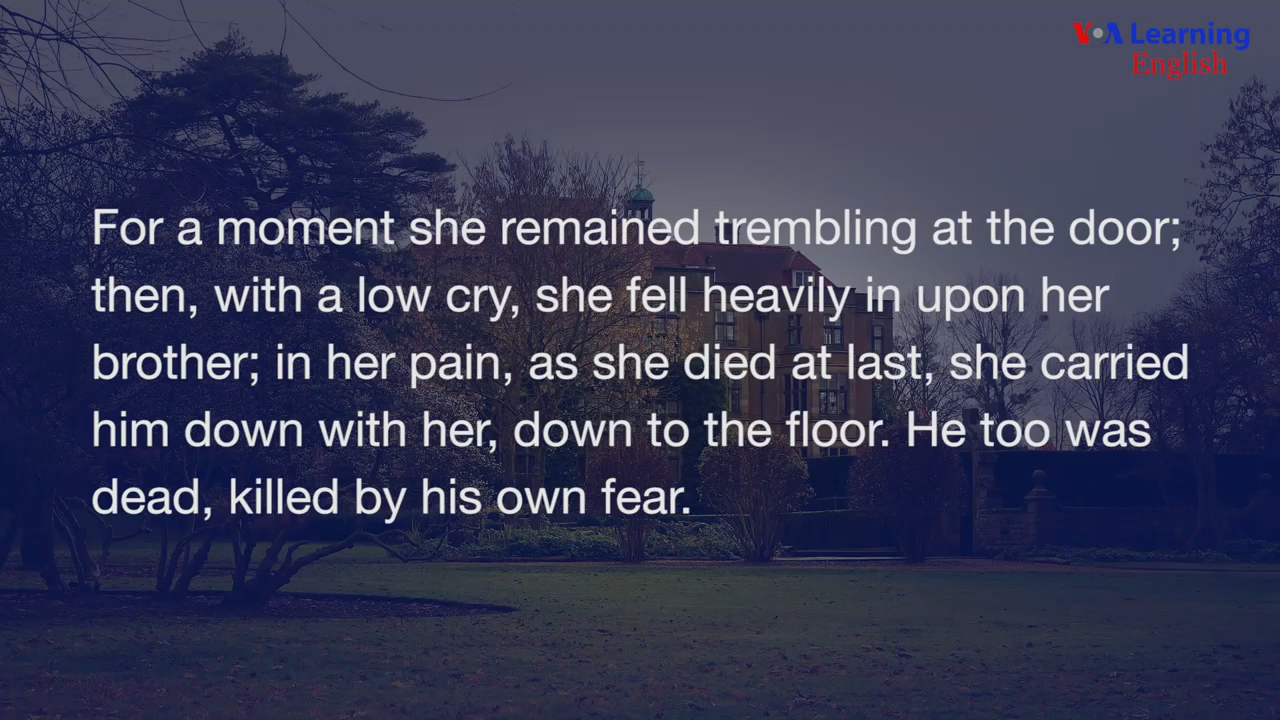 VOA Learning
English
For a moment she remained trembling at the door;
then, with a low cry, she fell heavily in upon her
brother; in her pain, as she died at last, she carried
him down with her, down to the floor. He too was
dead, killed by his own fear.